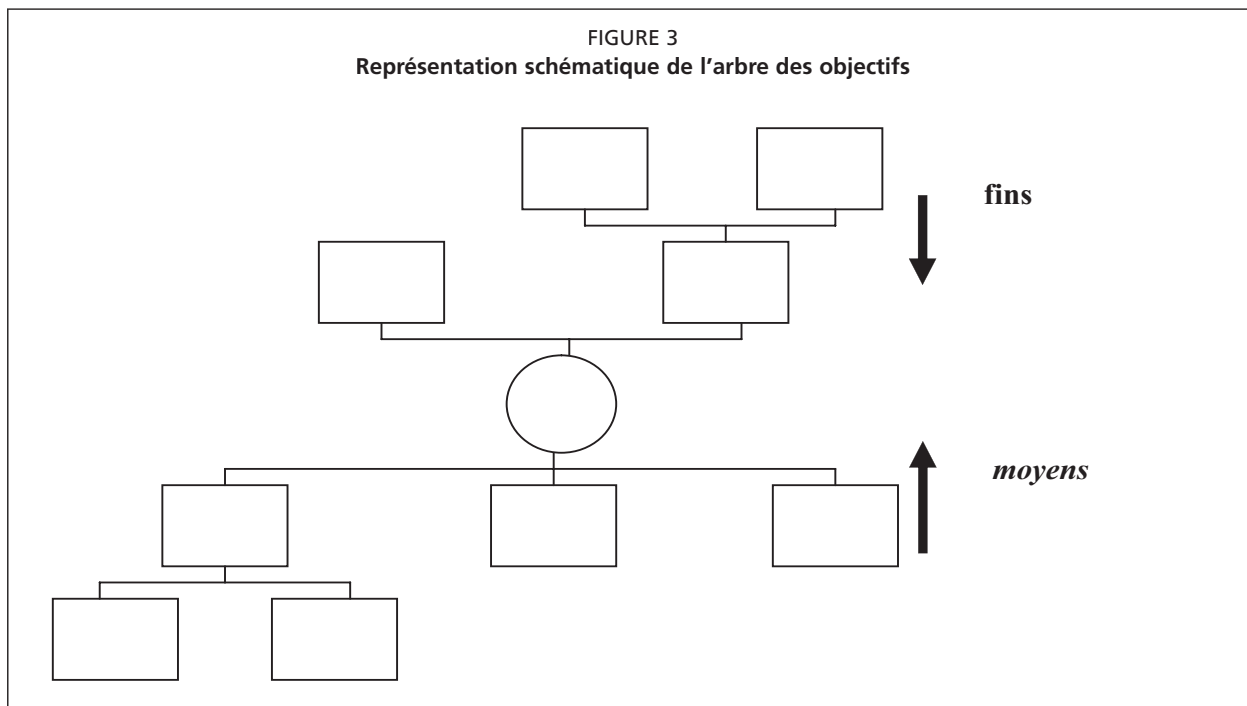 FIGURE 3
Représentation schématique de l’arbre des objectifs
fins
moyens